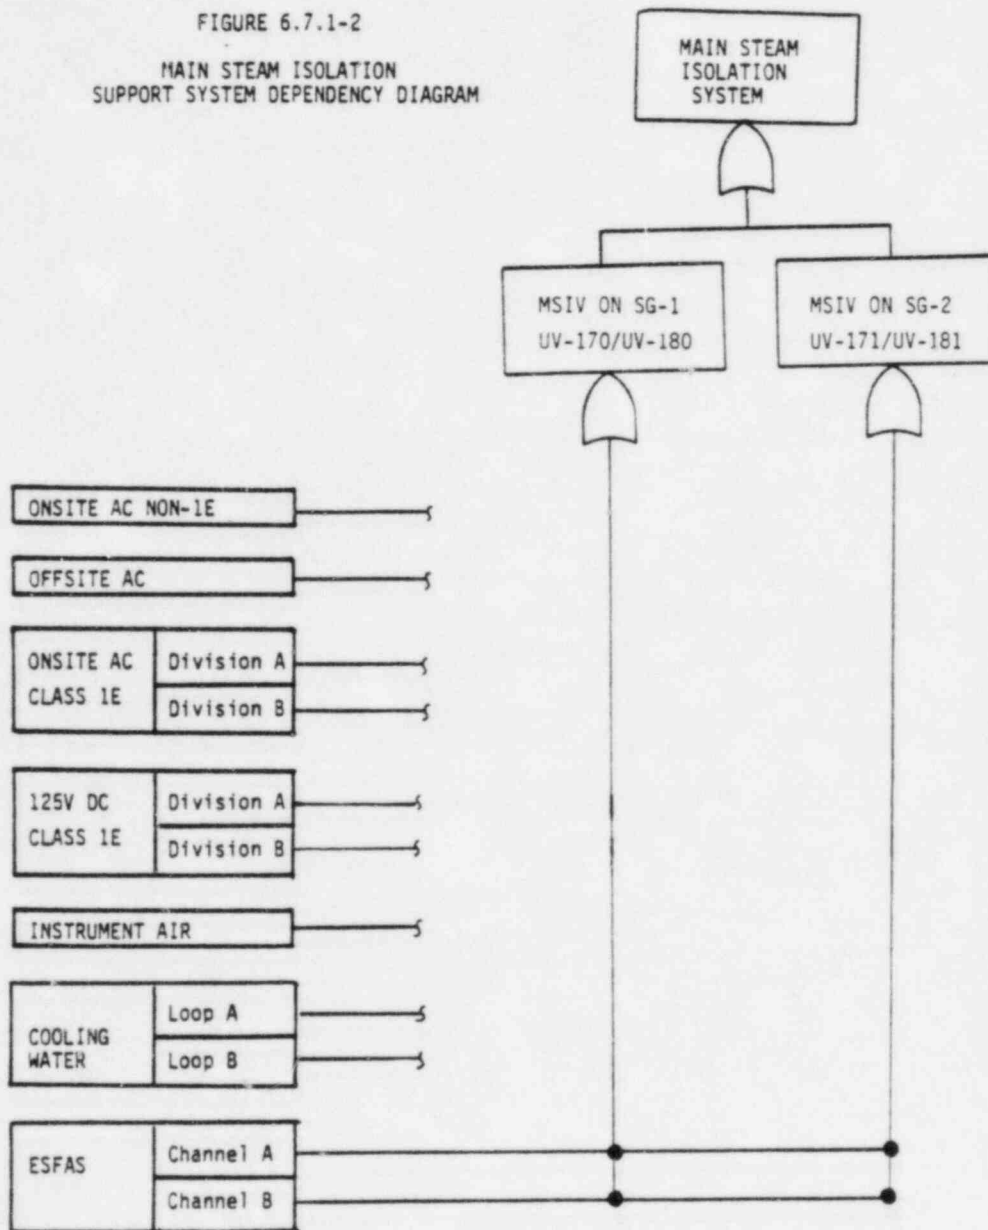 FIGURE 6.7.1-2
MAIN STEAM ISOLATION
SUPPORT SYSTEM DEPENDENCY DIAGRAM
MAIN STEAM
ISOLATION
SYSTEM
MSIV ON SG-1
UV-170/UV-180
MSIV ON SG-2
UV-171/UV-181
ONSITE AC NON-1E
OFFSITE AC
ONSITE AC
CLASS 1E
Division A
Division B
125V DC
CLASS 1E
Division A
Division B
INSTRUMENT AIR
COOLING
WATER
Loop A
Loop B
ESFAS
Channel A
Channel B